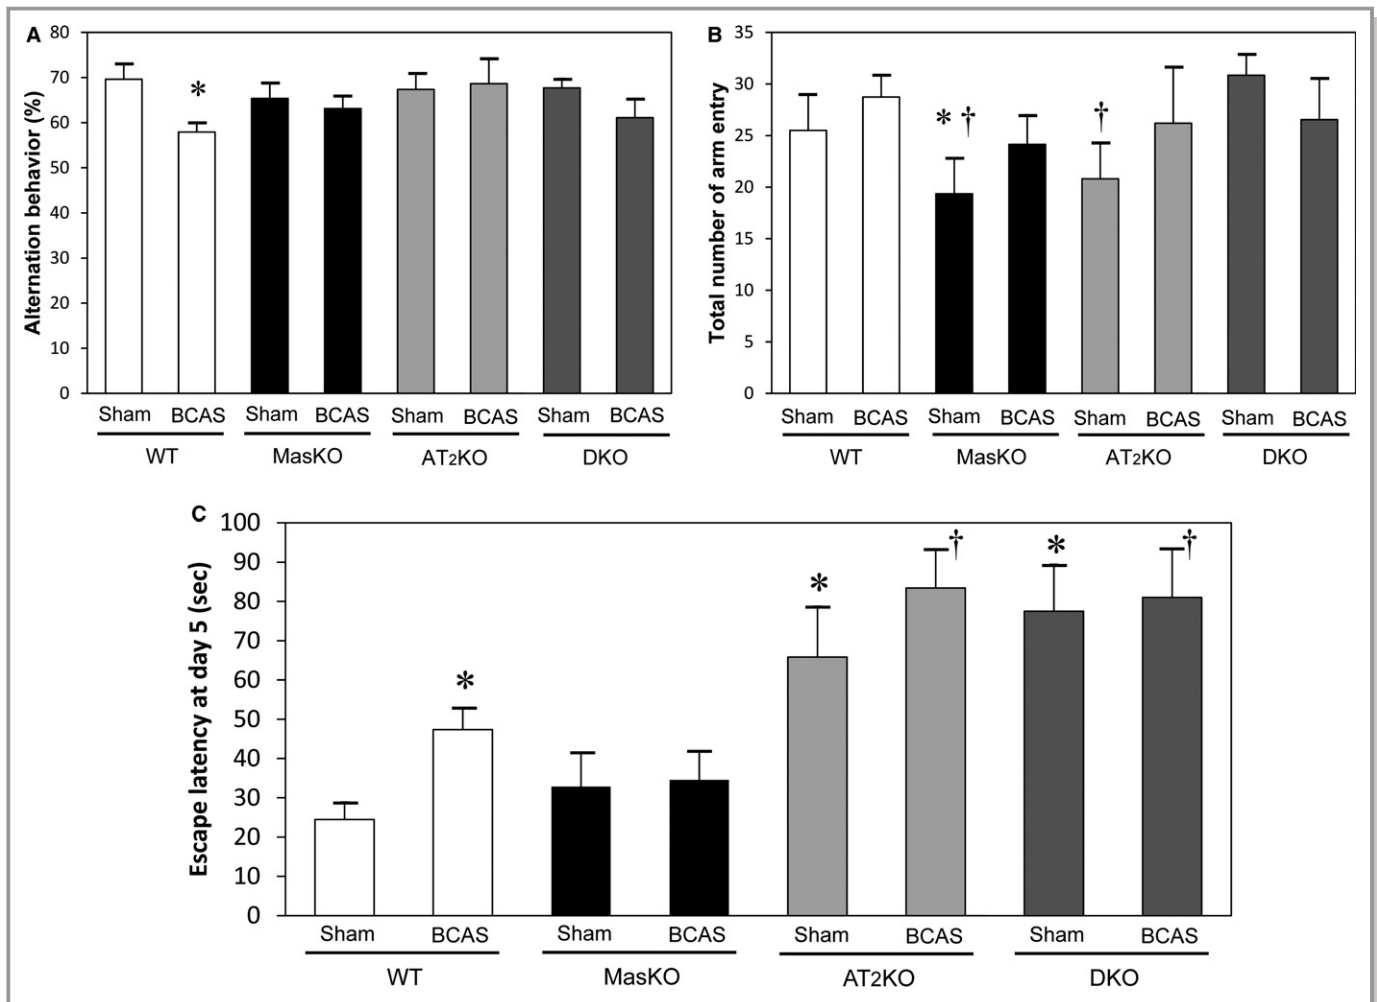 A
Alternation behavior (%)
80
70
60
50
40
30
20
10
0
*
Sham BCAS Sham BCAS Sham BCAS Sham BCAS
WT MasKO AT2KO DKO
B
Total number of arm entry
35
30
25
20
15
10
5
0
* † †
Sham BCAS Sham BCAS Sham BCAS Sham BCAS
WT MasKO AT2KO DKO
C
Escape latency at day 5 (sec)
100
90
80
70
60
50
40
30
20
10
0
* * † * †
Sham BCAS Sham BCAS Sham BCAS Sham BCAS
WT MasKO AT2KO DKO